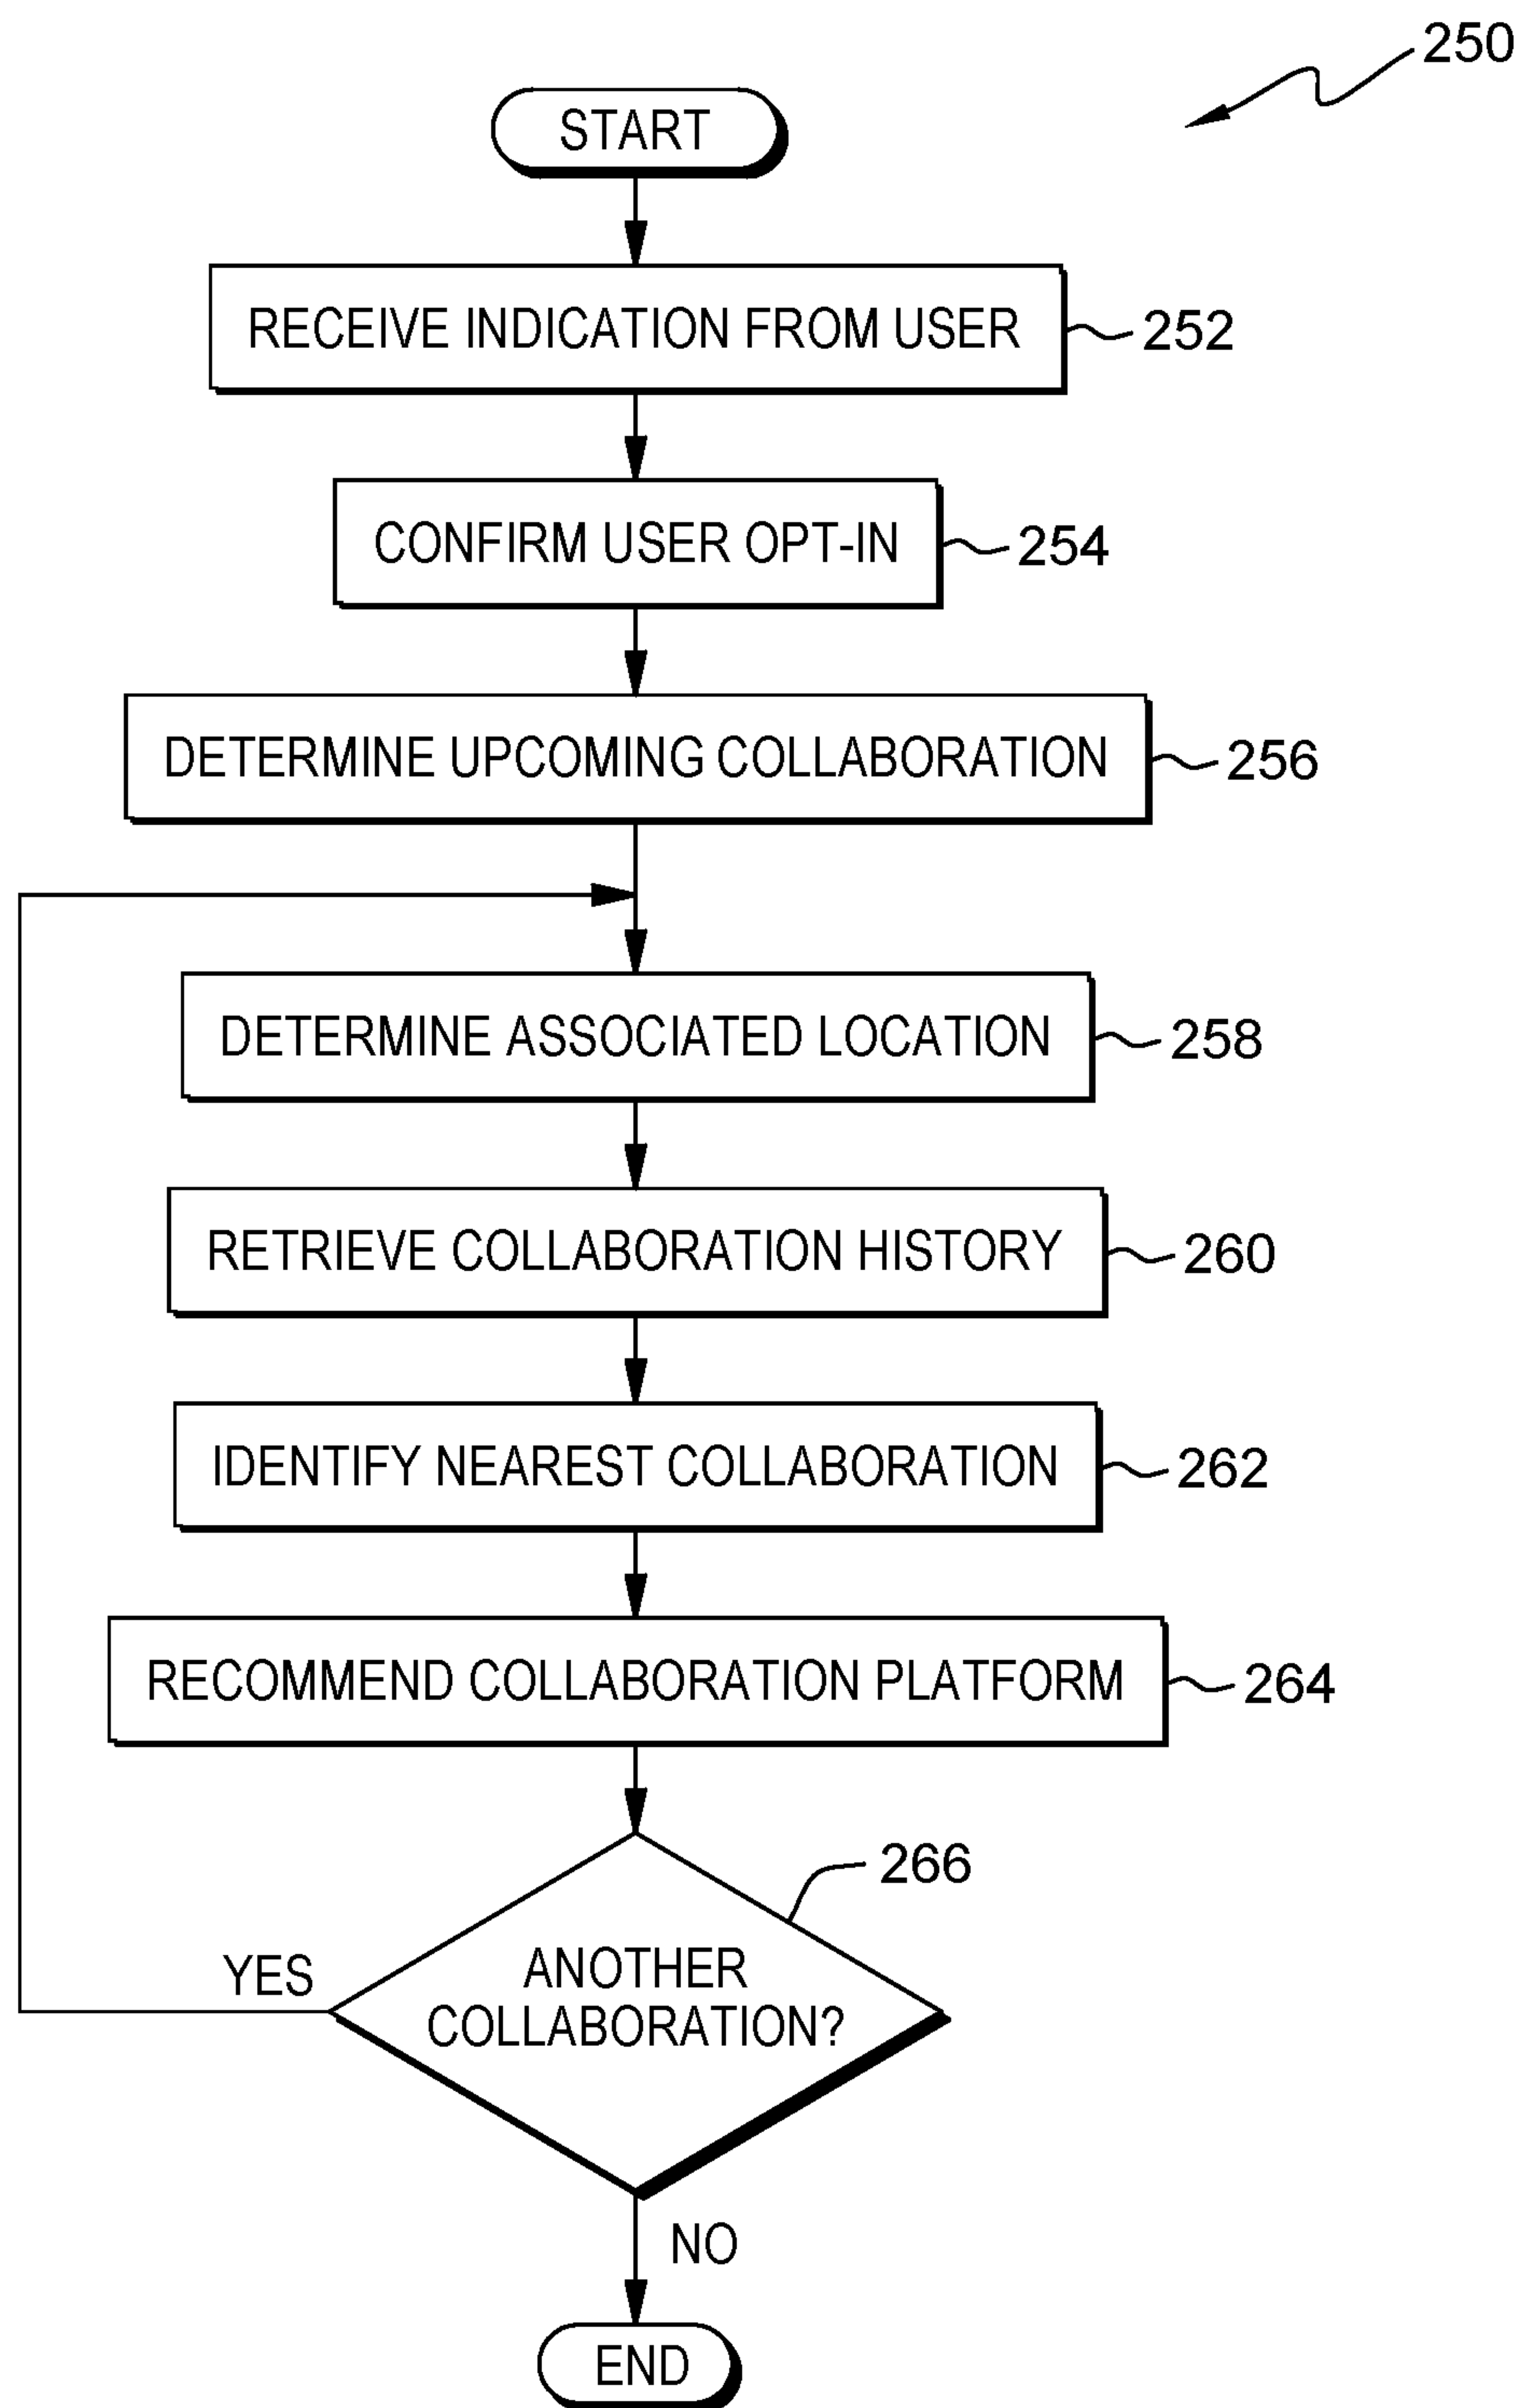 250
START
RECEIVE INDICATION FROM USER
252
CONFIRM USER OPT-IN
254
DETERMINE UPCOMING COLLABORATION
256
DETERMINE ASSOCIATED LOCATION
258
RETRIEVE COLLABORATION HISTORY
260
IDENTIFY NEAREST COLLABORATION
262
RECOMMEND COLLABORATION PLATFORM
264
266
ANOTHER
COLLABORATION?
YES
NO
END